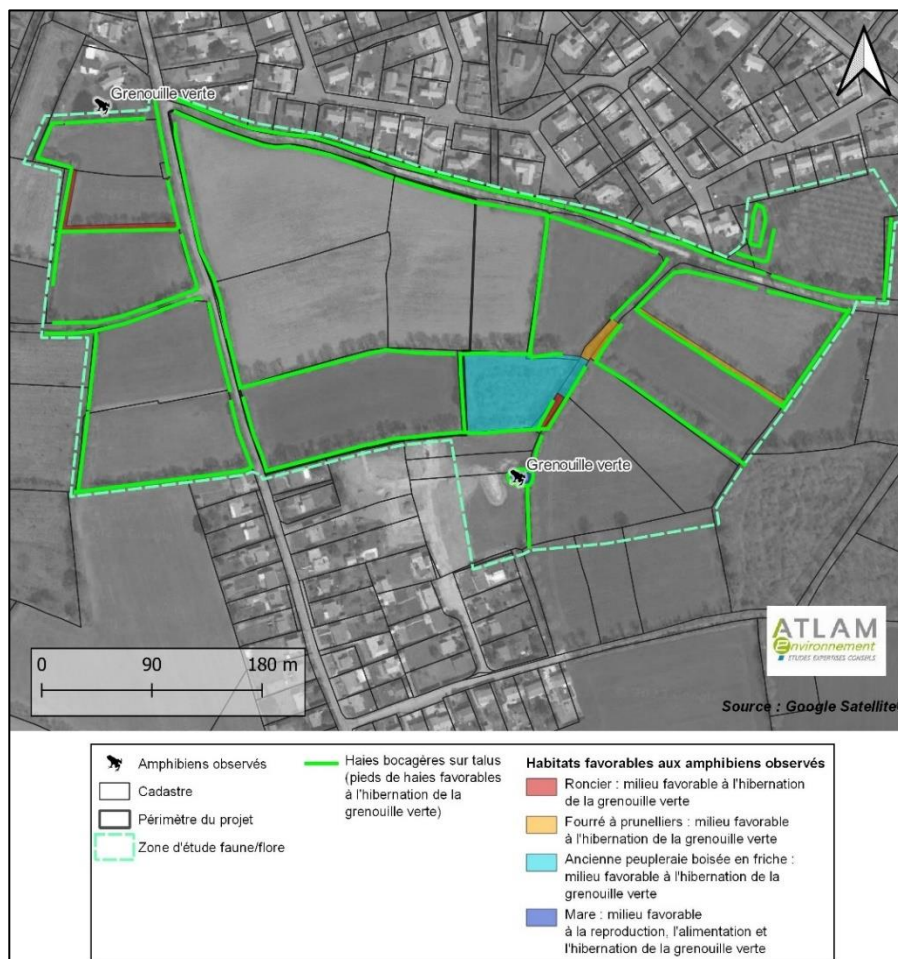 Grenouille verte
Grenouille verte
0 90 180 m
ATLAM
Environnement
ÉTUDES EXPERTISES CONSEILS
Source : Google Satellite
Amphibiens observés
Cadastre
Périmètre du projet
Zone d'étude faune/flore
Haies bocagères sur talus
(pieds de haies favorables
à l'hibernation de la
grenouille verte)
Habitats favorables aux amphibiens observés
Roncier : milieu favorable à l'hibernation
de la grenouille verte
Fourré à prunelliers : milieu favorable
à l'hibernation de la grenouille verte
Ancienne peupleraie boisée en friche :
milieu favorable à l'hibernation de la
grenouille verte
Mare : milieu favorable
à la reproduction, l'alimentation et
l'hibernation de la grenouille verte